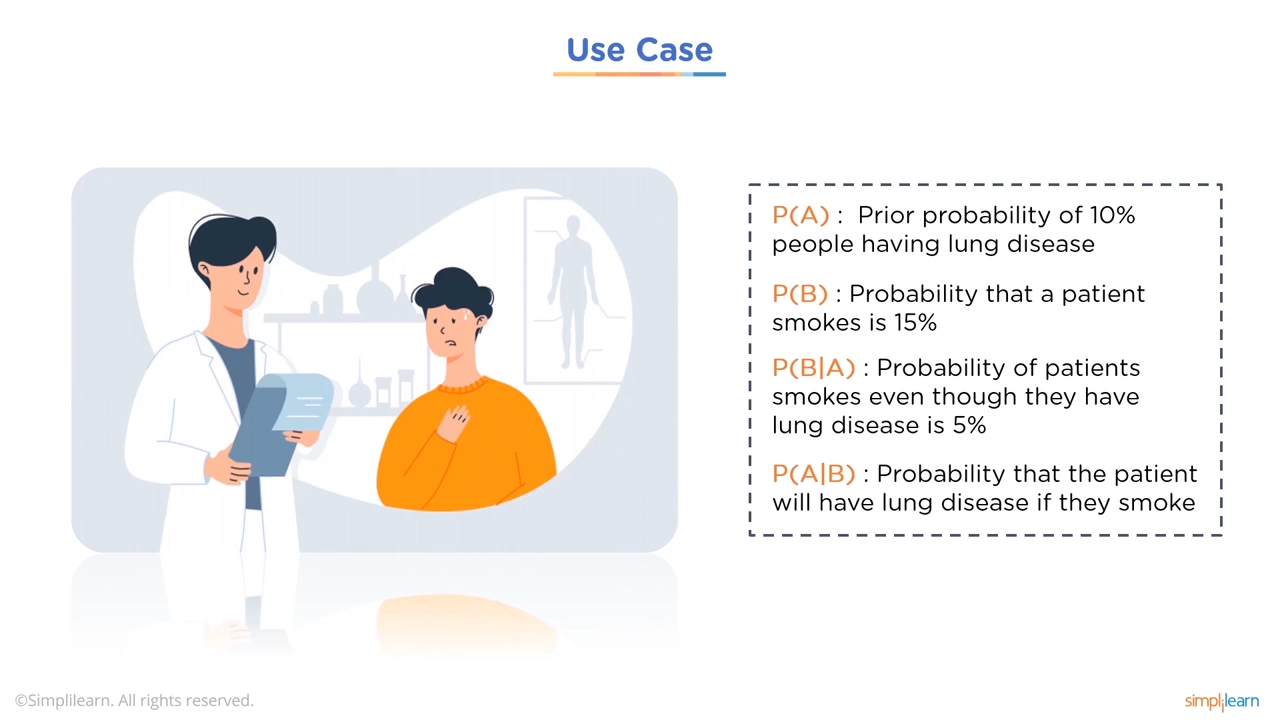 Use Case
P(A) : Prior probability of 10%
people having lung disease
P(B) : Probability that a patient
smokes is 15%
P(B|A) : Probability of patients
smokes even though they have
lung disease is 5%
P(A|B) : Probability that the patient
will have lung disease if they smoke
©Simplilearn. All rights reserved.
simplilearn